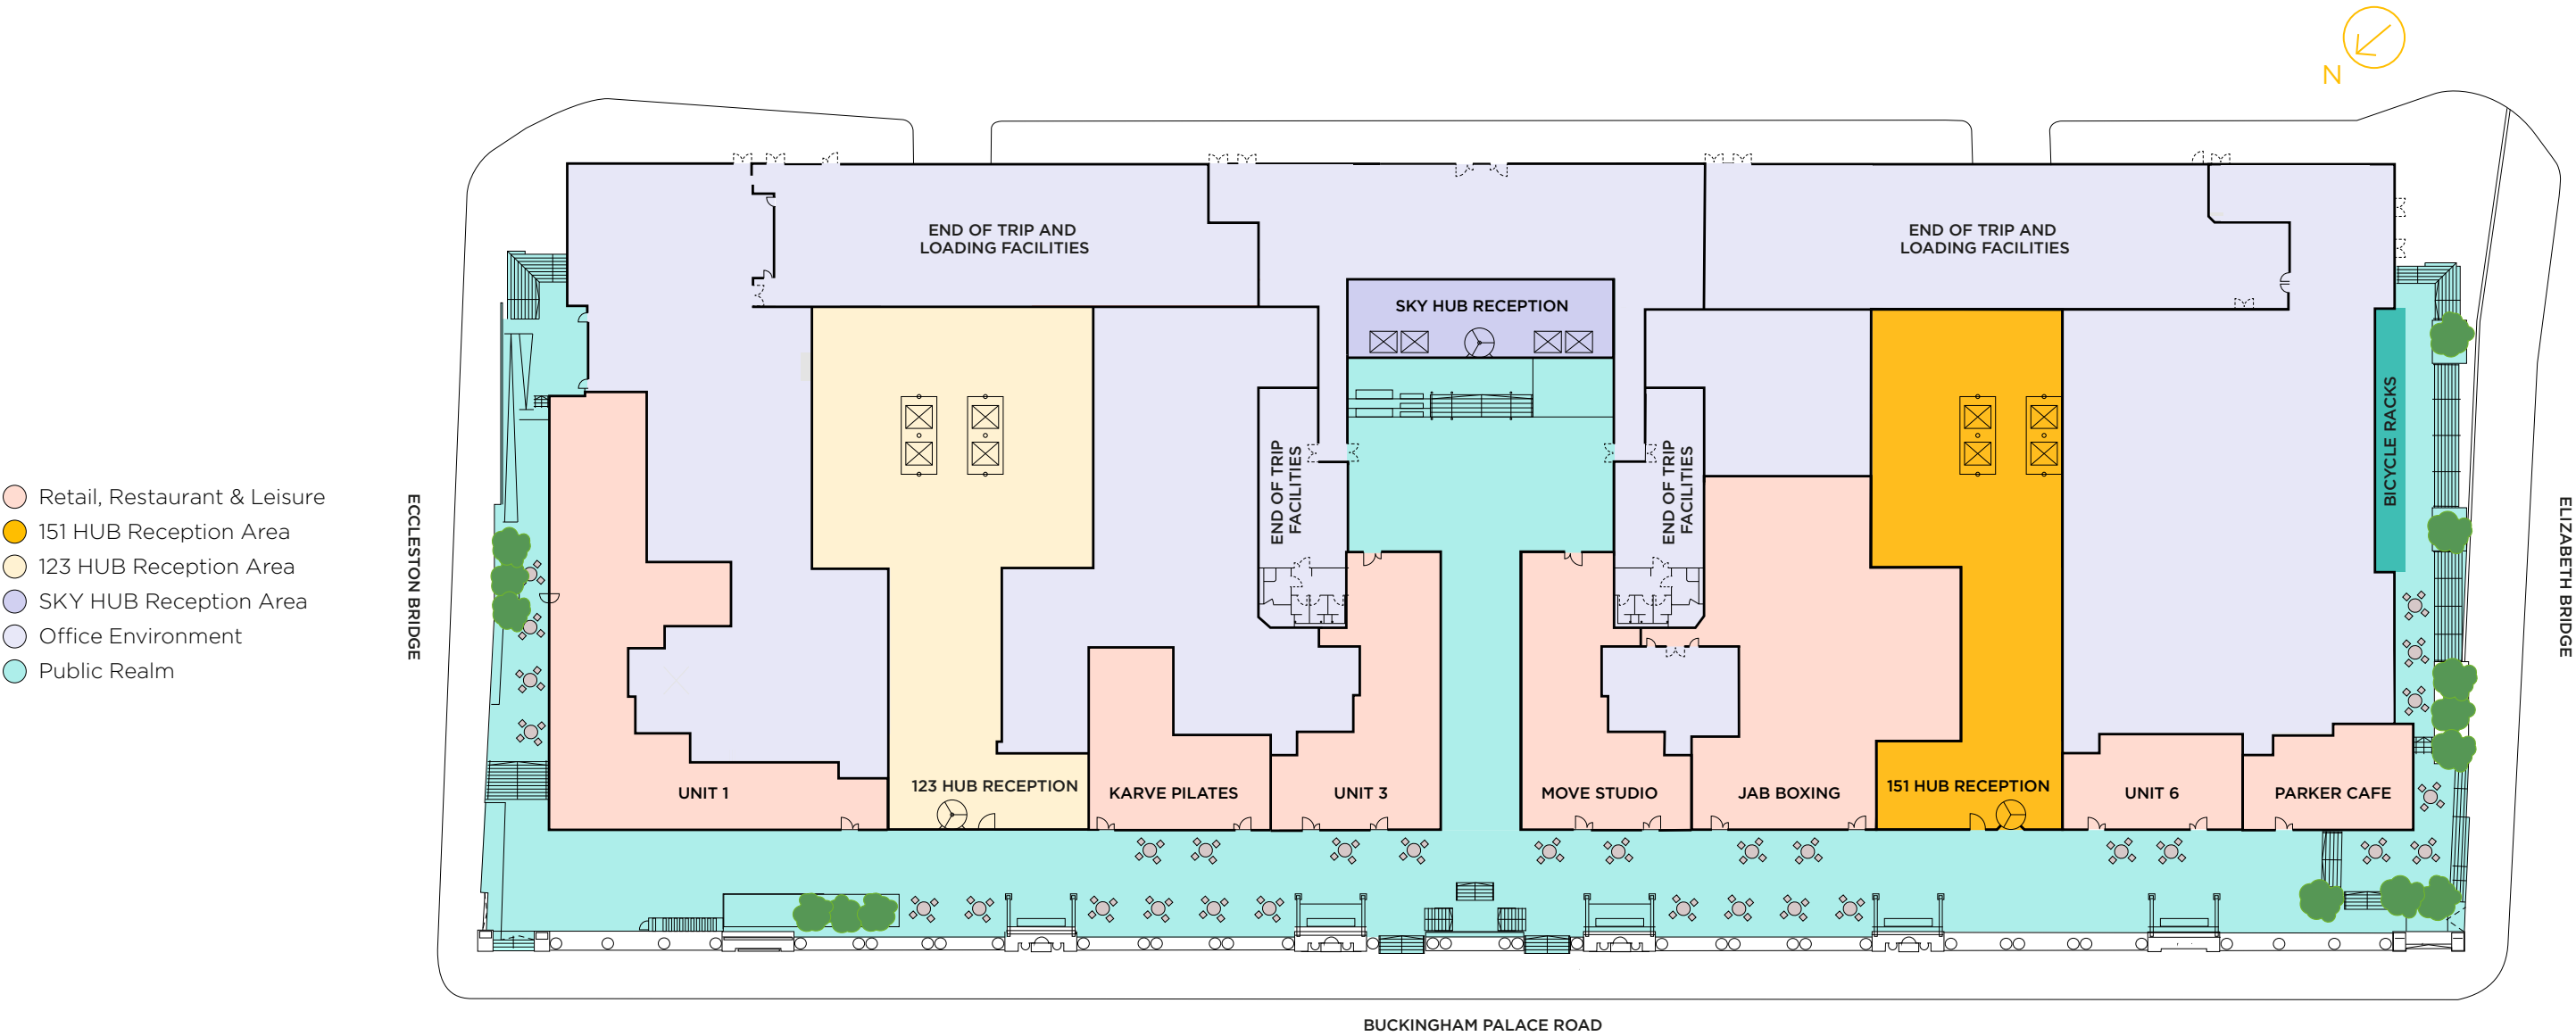 N
END OF TRIP AND
LOADING FACILITIES
END OF TRIP AND
LOADING FACILITIES
SKY HUB RECEPTION
Retail, Restaurant & Leisure
151 HUB Reception Area
123 HUB Reception Area
SKY HUB Reception Area
Office Environment
Public Realm
ECCLESTON BRIDGE
END OF TRIP
FACILITIES
END OF TRIP
FACILITIES
BICYCLE RACKS
ELIZABETH BRIDGE
UNIT 1
123 HUB RECEPTION
KARVE PILATES
UNIT 3
MOVE STUDIO
JAB BOXING
151 HUB RECEPTION
UNIT 6
PARKER CAFE
BUCKINGHAM PALACE ROAD